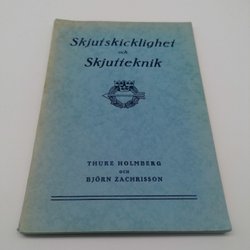 Skjutskicklighet
och
Skjutteknik
THURE HOLMBERG
OCH
BJÖRN ZACHRISSON